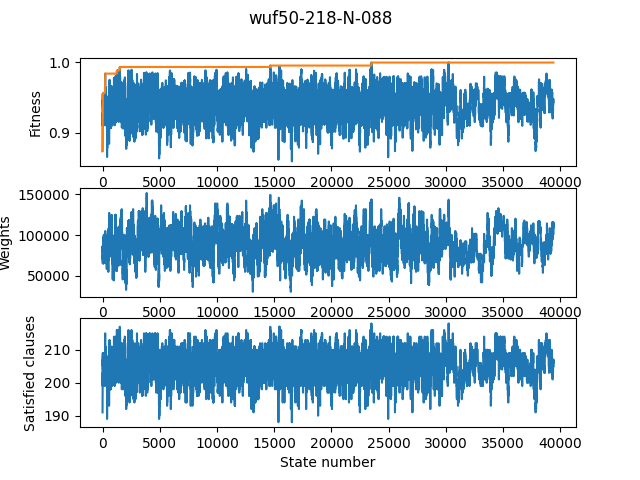 wuf50-218-N-088
1.0
0.9
Fitness
0 5000 10000 15000 20000 25000 30000 35000 40000
150000
100000
50000
Weights
0 5000 10000 15000 20000 25000 30000 35000 40000
210
200
190
Satisfied clauses
0 5000 10000 15000 20000 25000 30000 35000 40000
State number